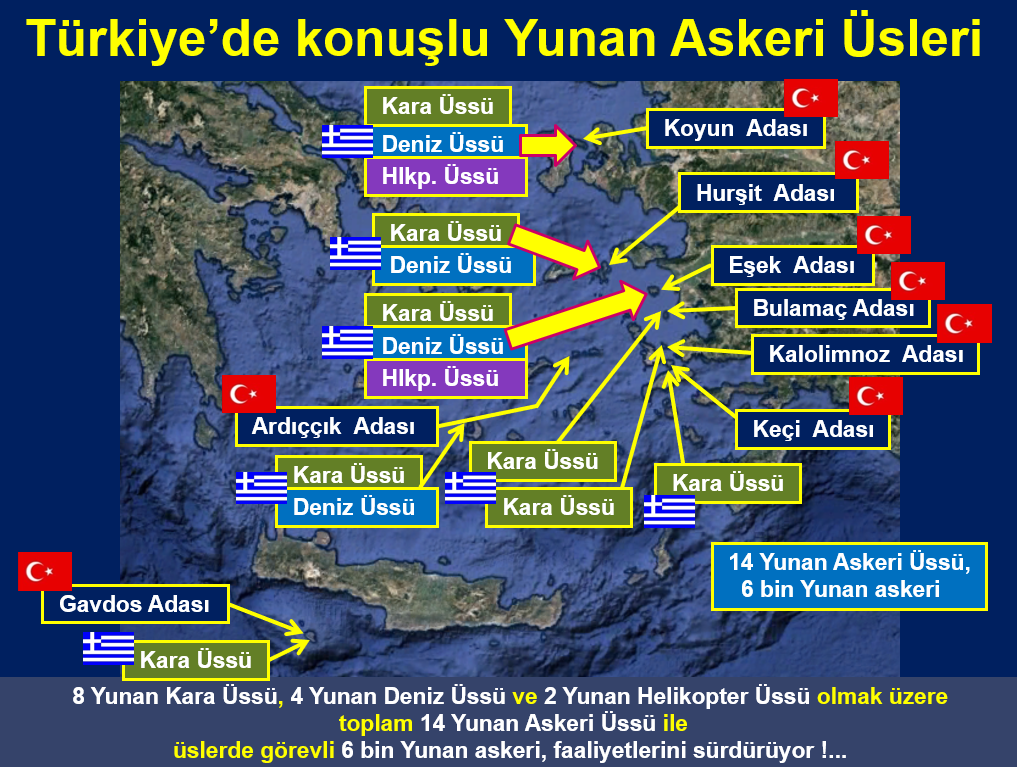 Türkiye’de konuşlu Yunan Askeri Üsleri
Kara Üssü
Deniz Üssü
Hlkp. Üssü
Koyun Adası
Hurşit Adası
Kara Üssü
Deniz Üssü
Eşek Adası
Bulamaç Adası
Kara Üssü
Deniz Üssü
Hlkp. Üssü
Kalolimnoz Adası
Ardıççık Adası
Keçi Adası
Kara Üssü
Deniz Üssü
Kara Üssü
Kara Üssü
Kara Üssü
14 Yunan Askeri Üssü,
6 bin Yunan askeri
Gavdos Adası
Kara Üssü
8 Yunan Kara Üssü, 4 Yunan Deniz Üssü ve 2 Yunan Helikopter Üssü olmak üzere
toplam 14 Yunan Askeri Üssü ile
üslerde görevli 6 bin Yunan askeri, faaliyetlerini sürdürüyor !...